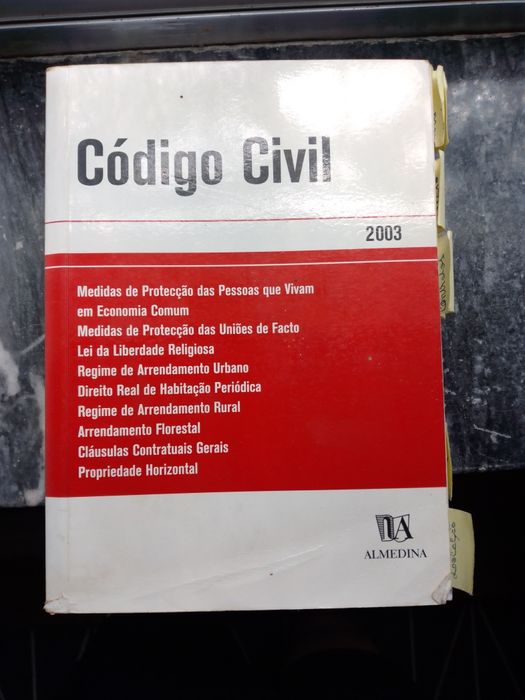 Código Civil
2003
Medidas de Protecção das Pessoas que Vivam
em Economia Comum
Medidas de Protecção das Uniões de Facto
Lei da Liberdade Religiosa
Regime de Arrendamento Urbano
Direito Real de Habitação Periódica
Regime de Arrendamento Rural
Arrendamento Florestal
Cláusulas Contratuais Gerais
Propriedade Horizontal
ALMEDINA